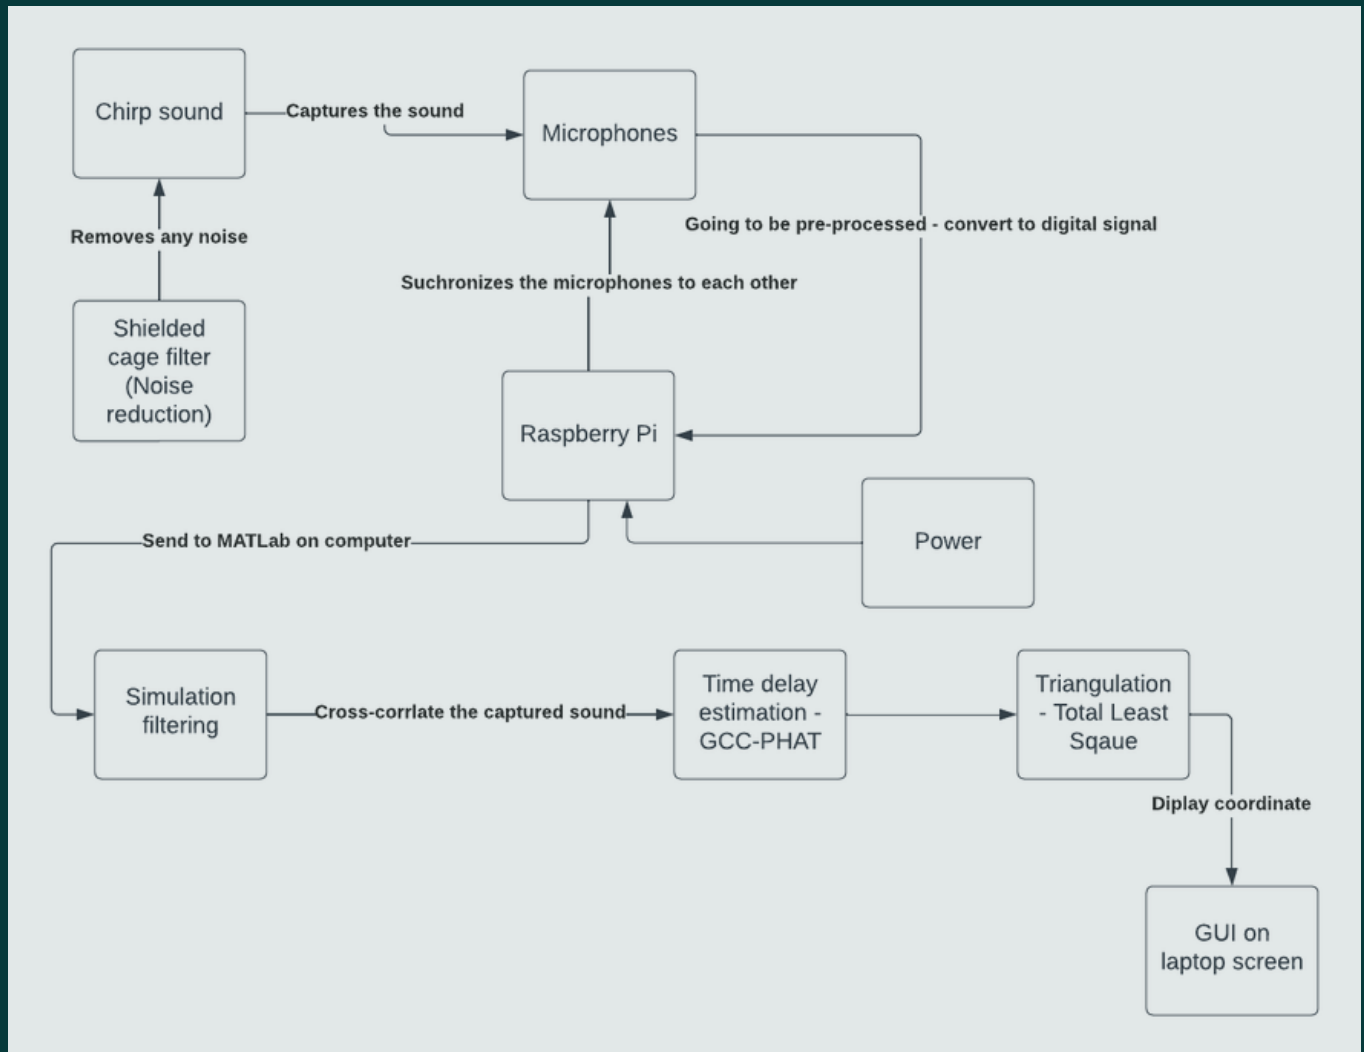 Chirp sound
Captures the sound
Microphones
Removes any noise
Going to be pre-processed - convert to digital signal
Suchronizes the microphones to each other
Shielded
cage filter
(Noise
reduction)
Raspberry Pi
Send to MATLab on computer
Power
Simulation
filtering
Cross-corrlate the captured sound
Time delay
estimation -
GCC-PHAT
Triangulation
- Total Least
Sqaue
Diplay coordinate
GUI on
laptop screen